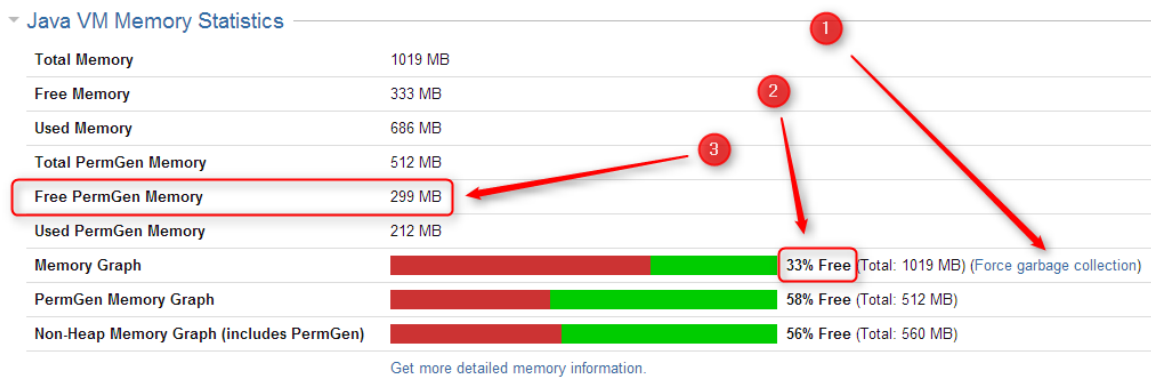 Java VM Memory Statistics
1
Total Memory 1019 MB
Free Memory 333 MB
2
Used Memory 686 MB
Total PermGen Memory 512 MB
3
Free PermGen Memory 299 MB
Used PermGen Memory 212 MB
Memory Graph 33% Free (Total: 1019 MB) (Force garbage collection)
PermGen Memory Graph 58% Free (Total: 512 MB)
Non-Heap Memory Graph (includes PermGen) 56% Free (Total: 560 MB)
Get more detailed memory information.